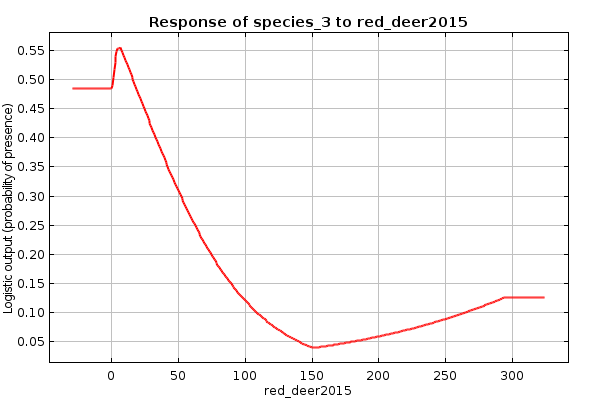 Response of species_3 to red_deer2015
Logistic output (probability of presence)
0.55
0.50
0.45
0.40
0.35
0.30
0.25
0.20
0.15
0.10
0.05
0 50 100 150 200 250 300
red_deer2015